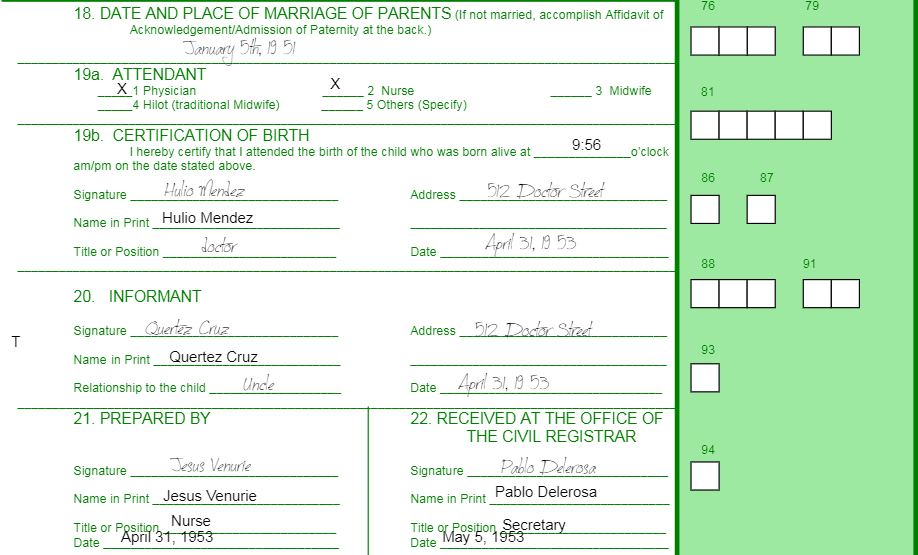 18. DATE AND PLACE OF MARRIAGE OF PARENTS (If not married, accomplish Affidavit of
Acknowledgement/Admission of Paternity at the back.)
January 5th, 19 51
19a. ATTENDANT
X 1 Physician X 2 Nurse 3 Midwife
4 Hilot (traditional Midwife) 5 Others (Specify)
19b. CERTIFICATION OF BIRTH
I hereby certify that I attended the birth of the child who was born alive at 9:56 o'clock
am/pm on the date stated above.
Signature Hulio Mendez Address 512 Doctor Street
Name in Print Hulio Mendez
Title or Position doctor Date April 31, 19 53
20. INFORMANT
Signature Quertez Cruz Address 512 Doctor Street
T
Name in Print Quertez Cruz
Relationship to the child Uncle Date April 31, 19 53
21. PREPARED BY
Signature Jesus Venurie
Name in Print Jesus Venurie
Title or Position Nurse
Date April 31, 1953
22. RECEIVED AT THE OFFICE OF
THE CIVIL REGISTRAR
Signature Pablo Delerosa
Name in Print Pablo Delerosa
Title or Position Secretary
Date May 5, 1953
76 79
81
86 87
88 91
93
94